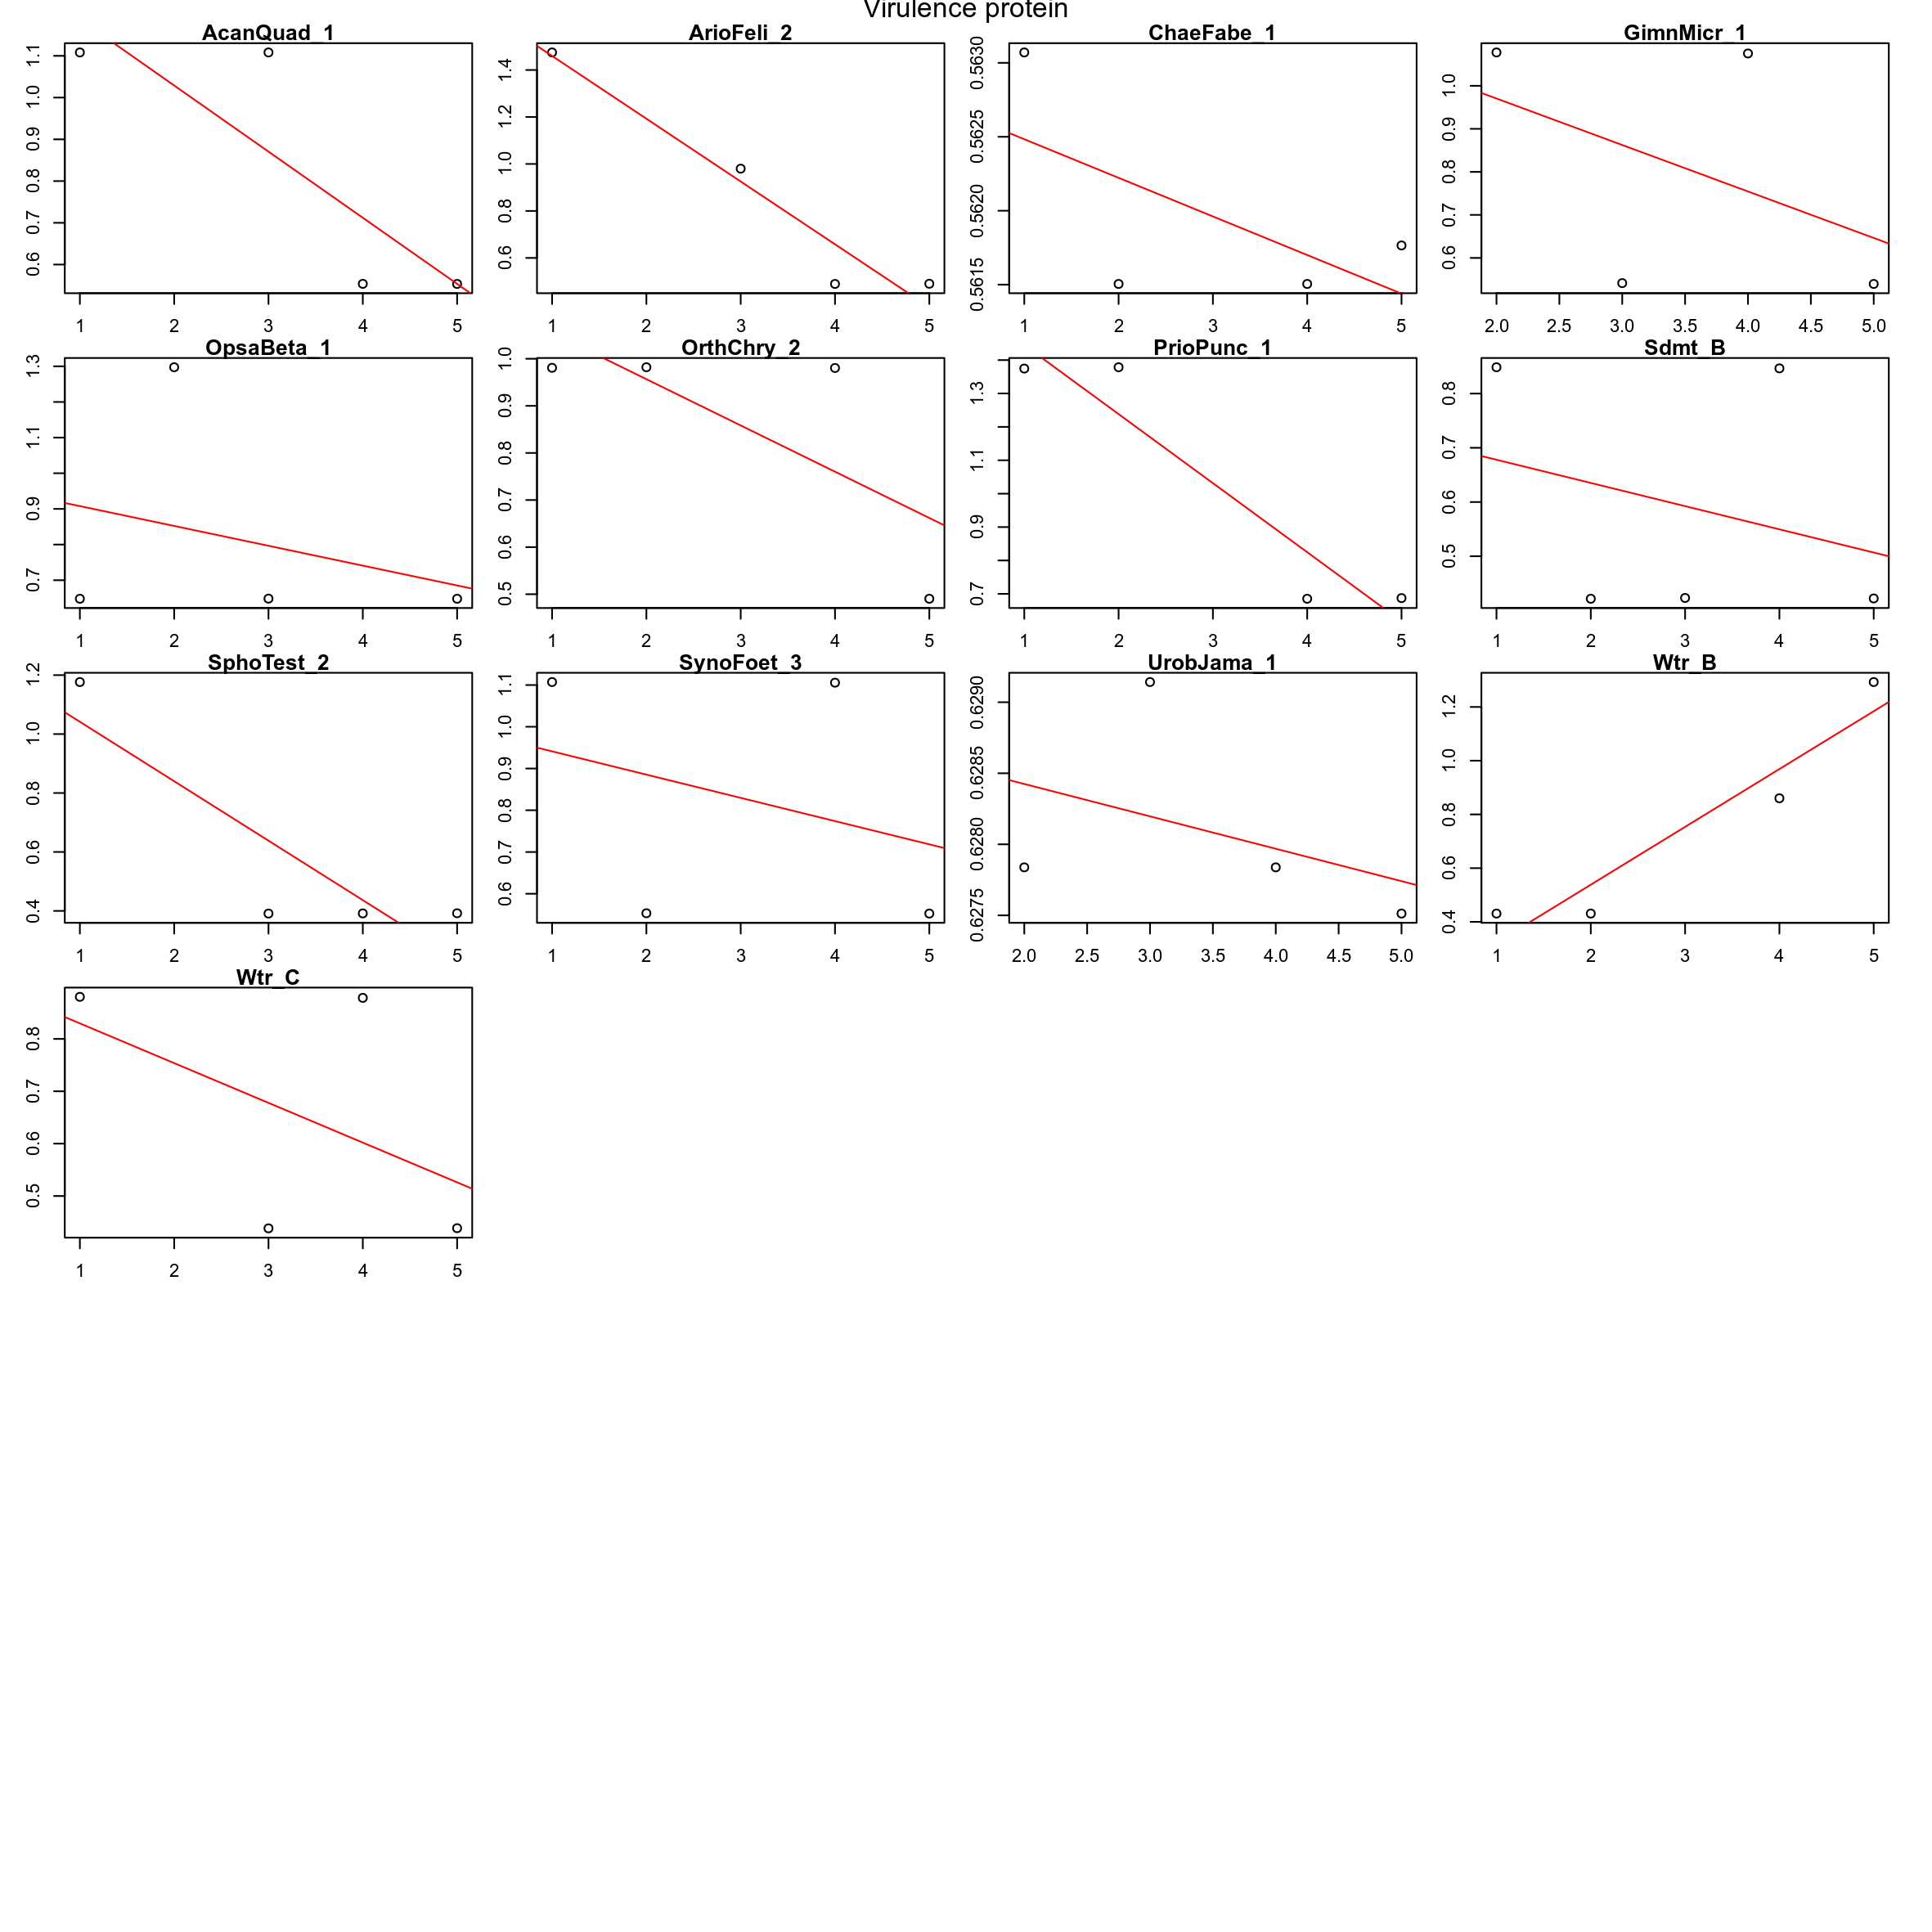 Virulence protein
AcanQuad_1 ArioFeli_2 ChaeFabe_1 GimnMicr_1
1.1 1.0 0.9 0.8 0.7 0.6
1.4 1.2 1.0 0.8 0.6
0.5630 0.5625 0.5620 0.5615
1.0 0.9 0.8 0.7 0.6
1 2 3 4 5 1 2 3 4 5 1 2 3 4 5 2.0 2.5 3.0 3.5 4.0 4.5 5.0
OpsaBeta_1 OrthChry_2 PrioPunc_1 Sdmt_B
1.3 1.1 0.9 0.7
1.0 0.9 0.8 0.7 0.6 0.5
1.3 1.1 0.9 0.7
0.8 0.7 0.6 0.5
1 2 3 4 5 1 2 3 4 5 1 2 3 4 5 1 2 3 4 5
SphoTest_2 SynoFoet_3 UrobJama_1 Wtr_B
1.2 1.0 0.8 0.6 0.4
1.1 1.0 0.9 0.8 0.7 0.6
0.6290 0.6285 0.6280 0.6275
1.2 1.0 0.8 0.6 0.4
1 2 3 4 5 1 2 3 4 5 2.0 2.5 3.0 3.5 4.0 4.5 5.0 1 2 3 4 5
Wtr_C
0.8 0.7 0.6 0.5
1 2 3 4 5